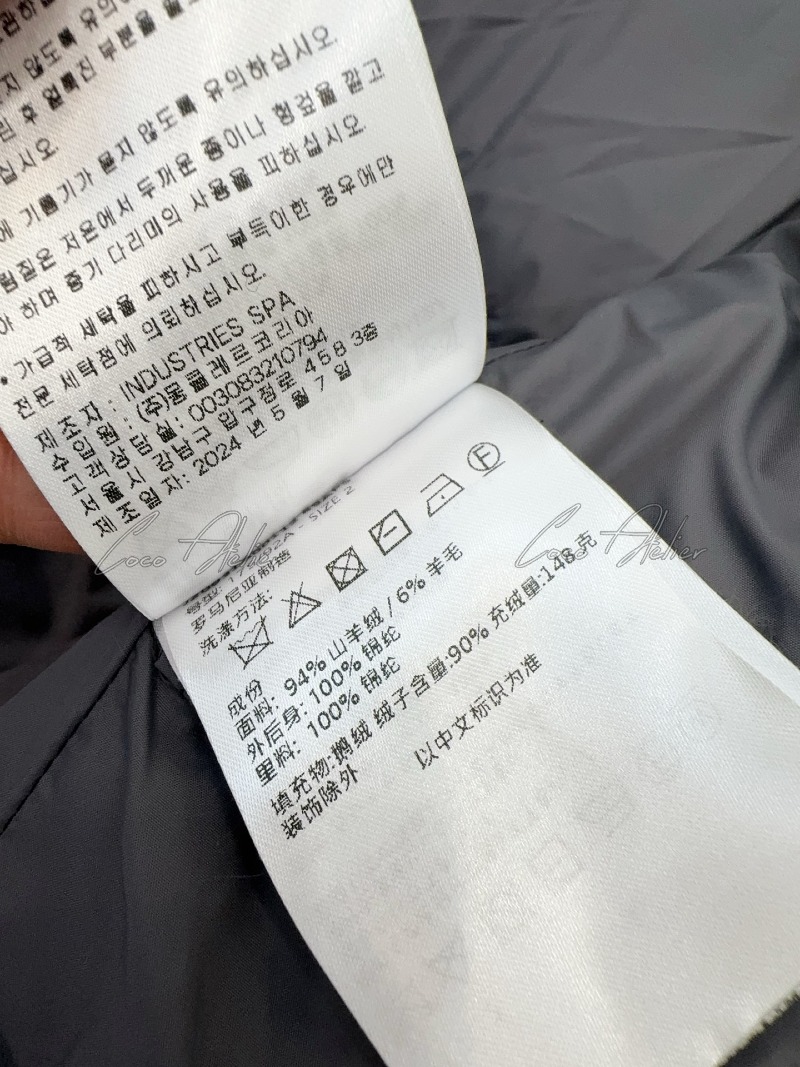 지 않도록 유의하
린 후 얼룩진 부분을
십시오.
에 기름기가 묻지 않도록 유의하십시오.
림질은 저온에서 두꺼운 종이나 헝겊을 깔고
야 하며 증기 다리미의 사용을 피하십시오.
• 가급적 세탁을 피하시고 부득이한 경우에만
전문 세탁점에 의뢰하십시오.
제조자: INDUSTRIES SPA
수입원: (주)몽클레르코리아
고객상담실: 003083210794
서울시 강남구 압구정로 458 3층
제조일자: 2024 년 5 월 7 일
SIZE 2
罗马尼亚制造
洗涤方法:
F
成份
面料: 94% 山羊绒 / 6% 羊毛
外后身: 100% 锦纶
里料: 100% 锦纶
填充物:鹅绒 绒子含量:90% 充绒量:148克
装饰除外
以中文标识为准
Coco Atelier
Coco Atelier